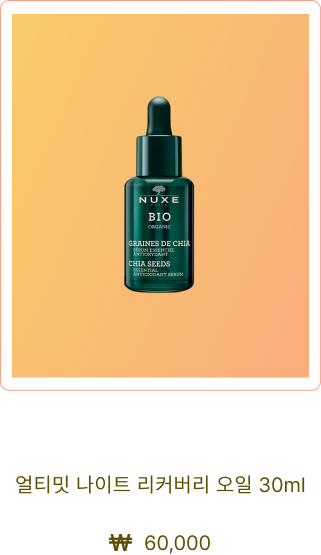 NUXE
BIO
ORGANIC
GRAINES DE CHIA
SÉRUM ESSENTIEL
ANTIOXYDANT
CHIA SEEDS
ESSENTIAL
ANTIOXIDANT SERUM
얼티밋 나이트 리커버리 오일 30ml
₩ 60,000